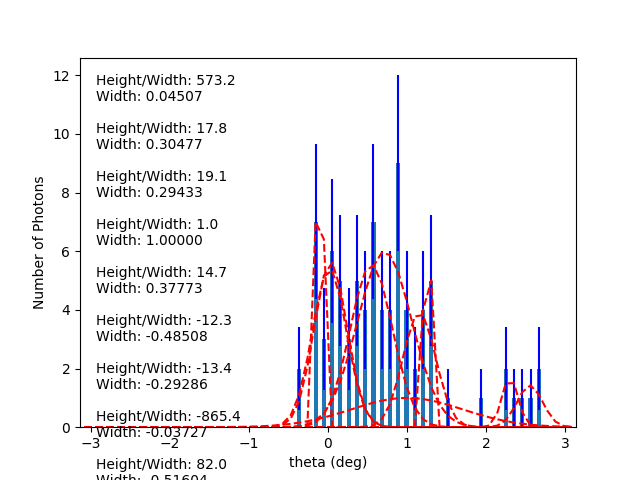 12
10
8
6
4
2
0
Number of Photons
Height/Width: 573.2
Width: 0.04507
Height/Width: 17.8
Width: 0.30477
Height/Width: 19.1
Width: 0.29433
Height/Width: 1.0
Width: 1.00000
Height/Width: 14.7
Width: 0.37773
Height/Width: -12.3
Width: -0.48508
Height/Width: -13.4
Width: -0.29286
Height/Width: -865.4
Width: -0.03727
Height/Width: 82.0
Width: -0.51604
−3 −2 −1 0 1 2 3
theta (deg)